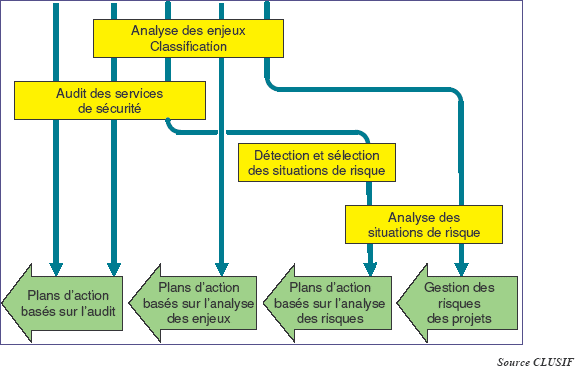 Analyse des enjeux
Classification
Audit des services
de sécurité
Détection et sélection
des situations de risque
Analyse des
situations de risque
Plans d’action
basés sur l’audit
Plans d’action
basés sur l’analyse
des enjeux
Plans d’action
basés sur l’analyse
des risques
Gestion des
risques
des projets
Source CLUSIF